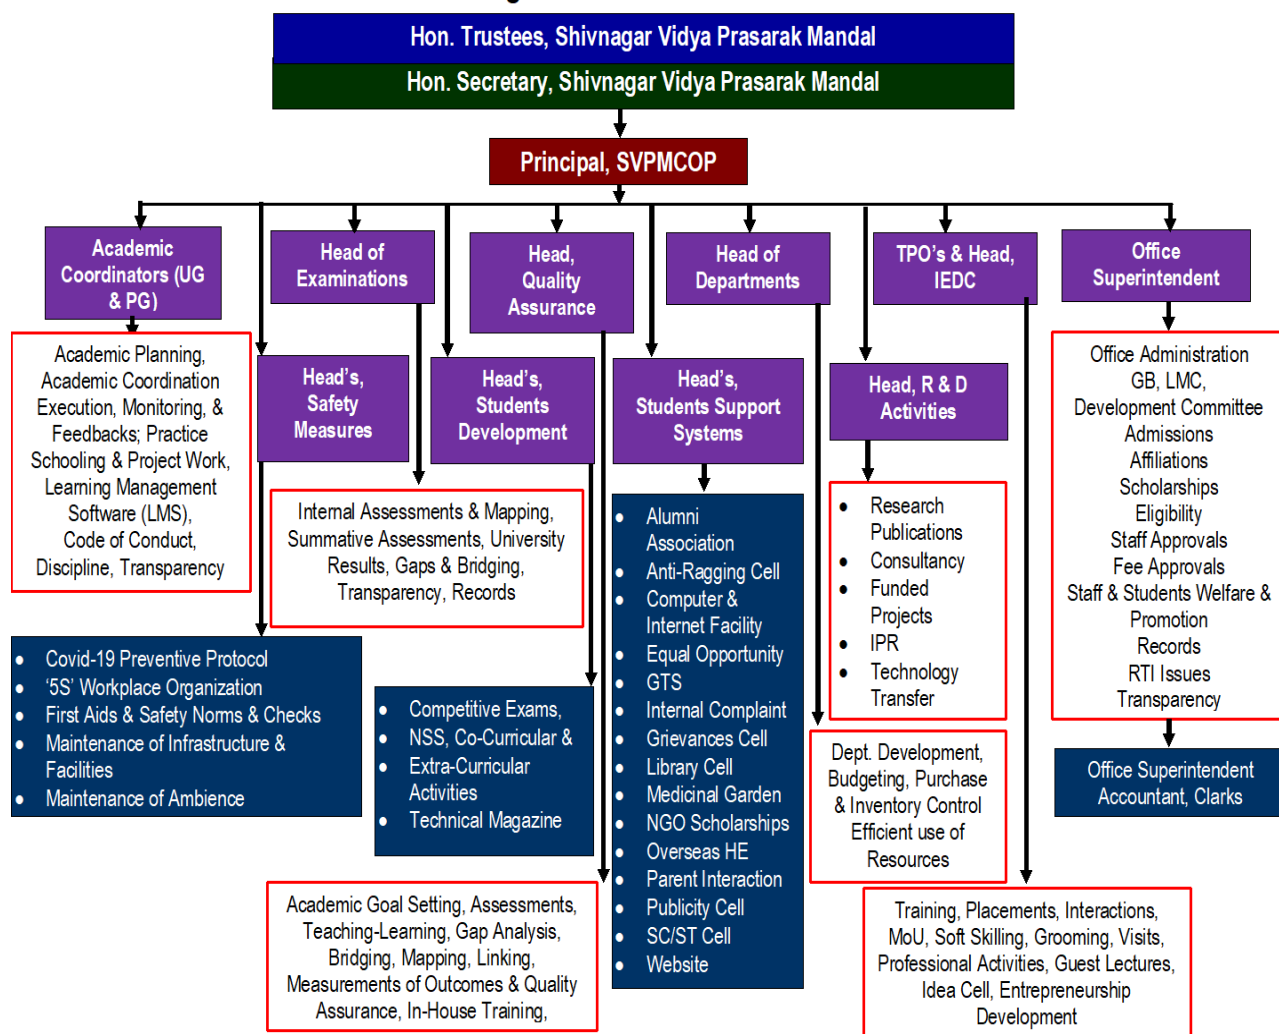 Hon. Trustees, Shivnagar Vidya Prasarak Mandal
Hon. Secretary, Shivnagar Vidya Prasarak Mandal
Principal, SVPMCOP
Academic
Coordinators (UG
& PG)
Head of
Examinations
Head,
Quality
Assurance
Head of
Departments
TPO's & Head,
IEDC
Office
Superintendent
Academic Planning,
Academic Coordination
Execution, Monitoring, &
Feedbacks; Practice
Schooling & Project Work,
Learning Management
Software (LMS),
Code of Conduct,
Discipline, Transparency
Head's,
Safety
Measures
Head's,
Students
Development
Head's,
Students Support
Systems
Head, R & D
Activities
Office Administration
GB, LMC,
Development Committee
Admissions
Affiliations
Scholarships
Eligibility
Staff Approvals
Fee Approvals
Staff & Students Welfare &
Promotion
Records
RTI Issues
Transparency
Internal Assessments & Mapping,
Summative Assessments, University
Results, Gaps & Bridging,
Transparency, Records
• Alumni
Association
• Anti-Ragging Cell
• Computer &
Internet Facility
• Equal Opportunity
• GTS
• Internal Complaint
• Grievances Cell
• Library Cell
• Medicinal Garden
• NGO Scholarships
• Overseas HE
• Parent Interaction
• Publicity Cell
• SC/ST Cell
• Website
• Research
Publications
• Consultancy
• Funded
Projects
• IPR
• Technology
Transfer
• Covid-19 Preventive Protocol
• ‘5S’ Workplace Organization
• First Aids & Safety Norms & Checks
• Maintenance of Infrastructure &
Facilities
• Maintenance of Ambience
• Competitive Exams,
• NSS, Co-Curricular &
• Extra-Curricular
Activities
• Technical Magazine
Dept. Development,
Budgeting, Purchase
& Inventory Control
Efficient use of
Resources
Office Superintendent
Accountant, Clarks
Academic Goal Setting, Assessments,
Teaching-Learning, Gap Analysis,
Bridging, Mapping, Linking,
Measurements of Outcomes & Quality
Assurance, In-House Training,
Training, Placements, Interactions,
MoU, Soft Skilling, Grooming, Visits,
Professional Activities, Guest Lectures,
Idea Cell, Entrepreneurship
Development